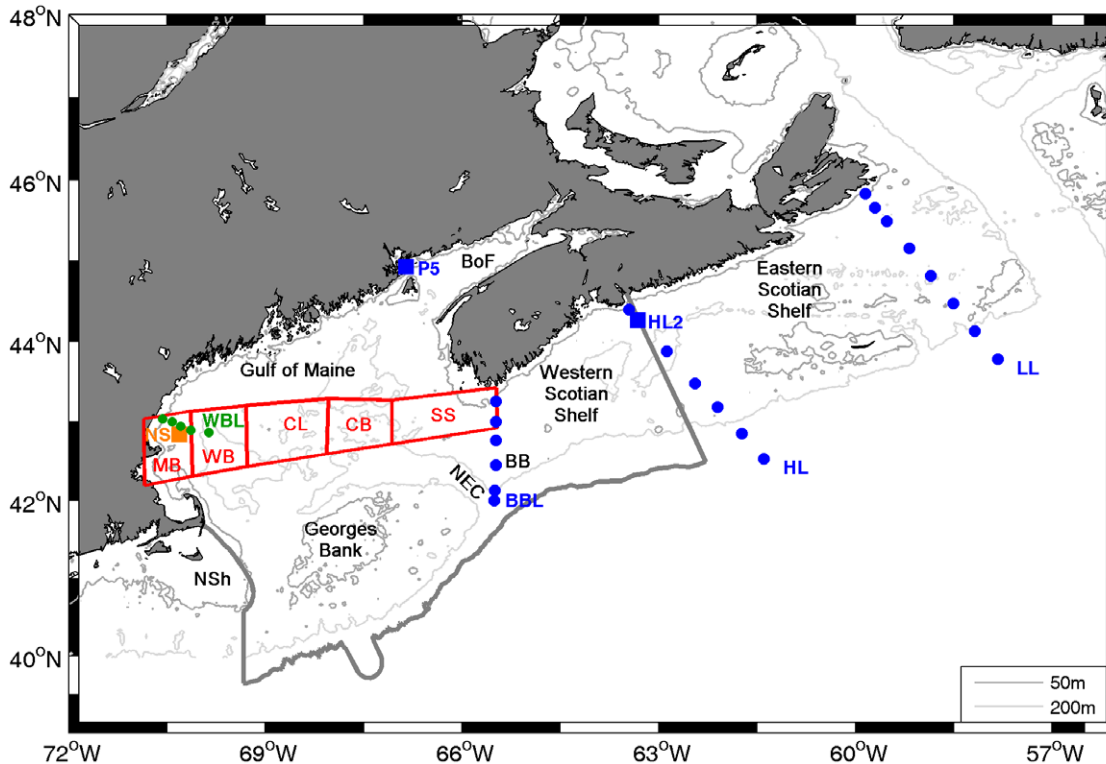 48°N
46°N
44°N
42°N
40°N
72°W
69°W
66°W
63°W
60°W
57°W
P5
BoF
Eastern
Scotian
Shelf
HL2
Gulf of Maine
Western
Scotian
Shelf
LL
WBL
CL
CB
SS
NS
MB
WB
BB
HL
NEC
BBL
Georges
Bank
NSh
50m
200m